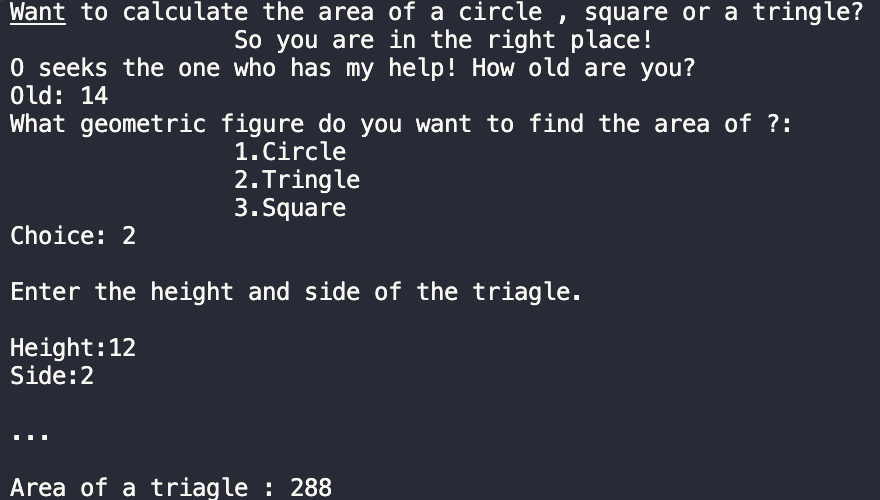 Want to calculate the area of a circle , square or a tringle?
So you are in the right place!
O seeks the one who has my help! How old are you?
Old: 14
What geometric figure do you want to find the area of ?:
1.Circle
2.Tringle
3.Square
Choice: 2
Enter the height and side of the triagle.
Height:12
Side:2
...
Area of a triagle : 288